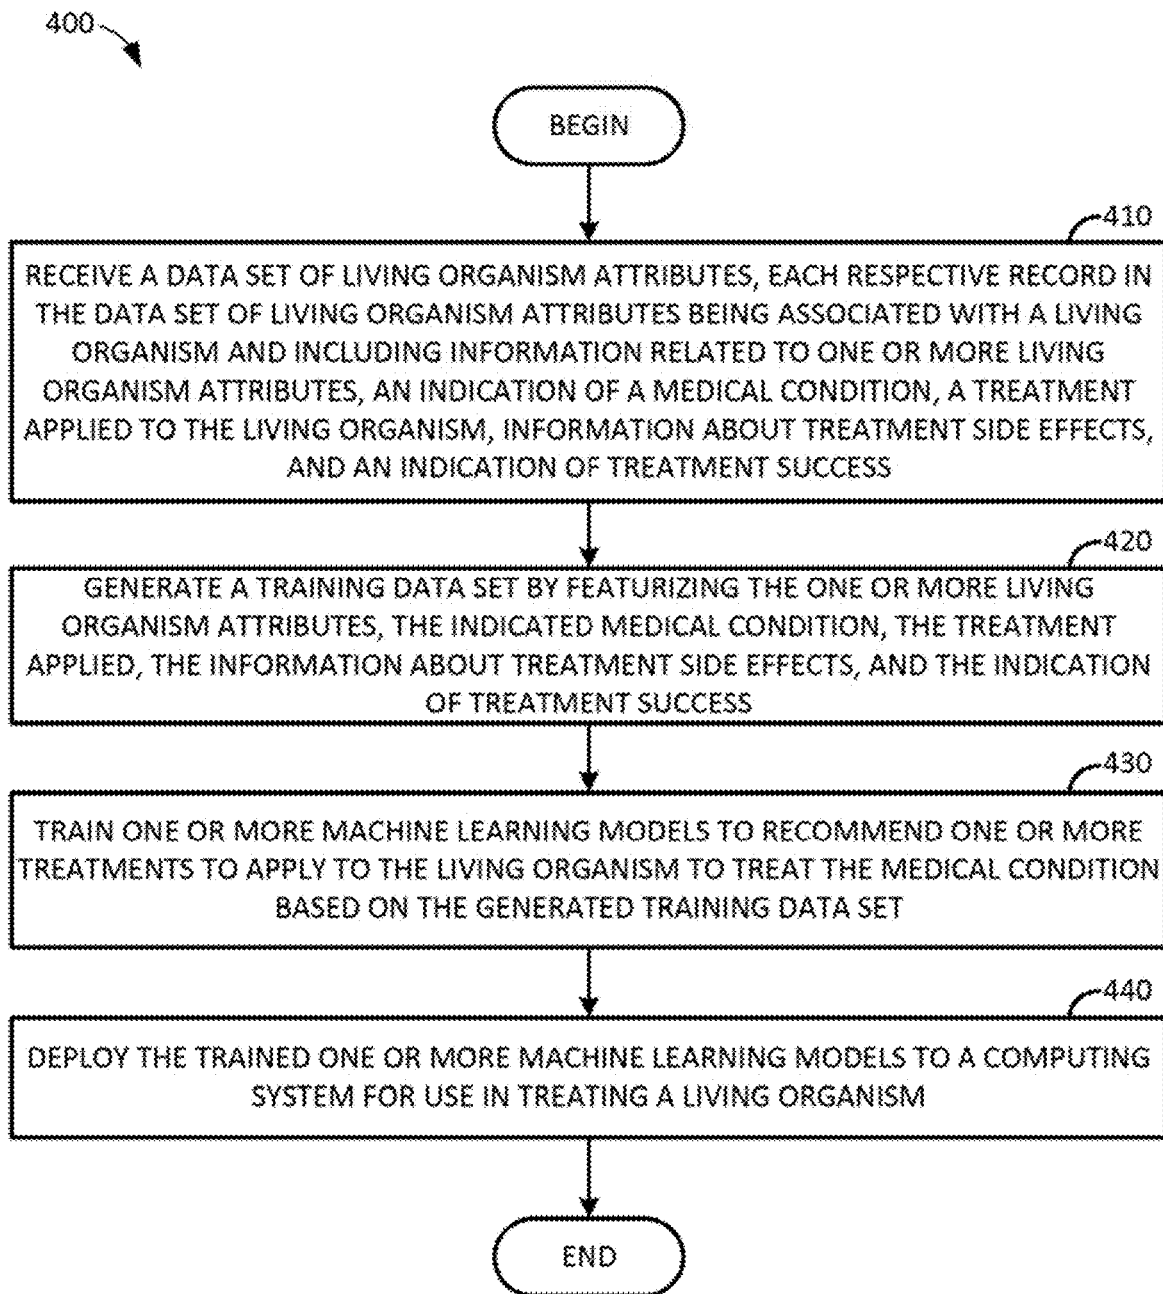 400
BEGIN
410
RECEIVE A DATA SET OF LIVING ORGANISM ATTRIBUTES, EACH RESPECTIVE RECORD IN
THE DATA SET OF LIVING ORGANISM ATTRIBUTES BEING ASSOCIATED WITH A LIVING
ORGANISM AND INCLUDING INFORMATION RELATED TO ONE OR MORE LIVING
ORGANISM ATTRIBUTES, AN INDICATION OF A MEDICAL CONDITION, A TREATMENT
APPLIED TO THE LIVING ORGANISM, INFORMATION ABOUT TREATMENT SIDE EFFECTS,
AND AN INDICATION OF TREATMENT SUCCESS
420
GENERATE A TRAINING DATA SET BY FEATURIZING THE ONE OR MORE LIVING
ORGANISM ATTRIBUTES, THE INDICATED MEDICAL CONDITION, THE TREATMENT
APPLIED, THE INFORMATION ABOUT TREATMENT SIDE EFFECTS, AND THE INDICATION
OF TREATMENT SUCCESS
430
TRAIN ONE OR MORE MACHINE LEARNING MODELS TO RECOMMEND ONE OR MORE
TREATMENTS TO APPLY TO THE LIVING ORGANISM TO TREAT THE MEDICAL CONDITION
BASED ON THE GENERATED TRAINING DATA SET
440
DEPLOY THE TRAINED ONE OR MORE MACHINE LEARNING MODELS TO A COMPUTING
SYSTEM FOR USE IN TREATING A LIVING ORGANISM
END